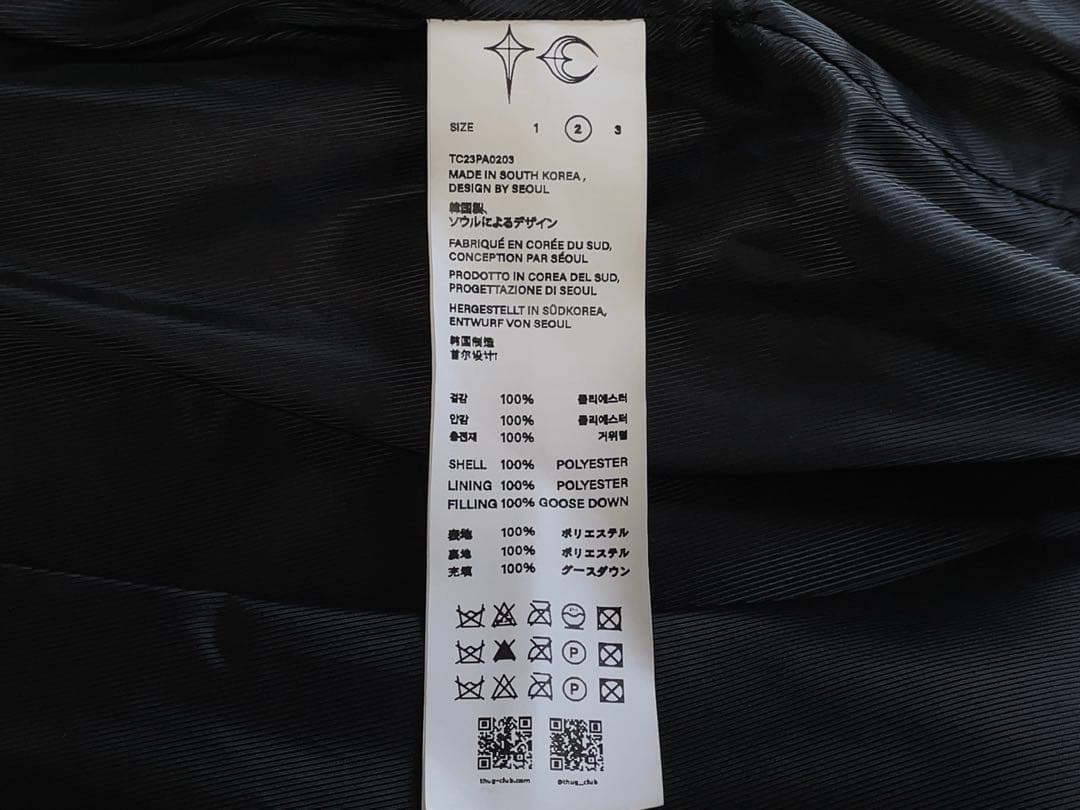 SIZE 1 2 3
TC23PA0203
MADE IN SOUTH KOREA,
DESIGN BY SEOUL
韓国製、
ソウルによるデザイン
FABRIQUÉ EN CORÉE DU SUD,
CONCEPTION PAR SÉOUL
PRODOTTO IN COREA DEL SUD,
PROGETTAZIONE DI SEOUL
HERGESTELLT IN SÜDKOREA,
ENTWURF VON SEOUL
韩国制造
首尔设计
겉감 100% 폴리에스터
안감 100% 폴리에스터
충전재 100% 거위털
SHELL 100% POLYESTER
LINING 100% POLYESTER
FILLING 100% GOOSE DOWN
表地 100% ポリエステル
裏地 100% ポリエステル
充填 100% グースダウン
P
P
thug-club.com @thug_club